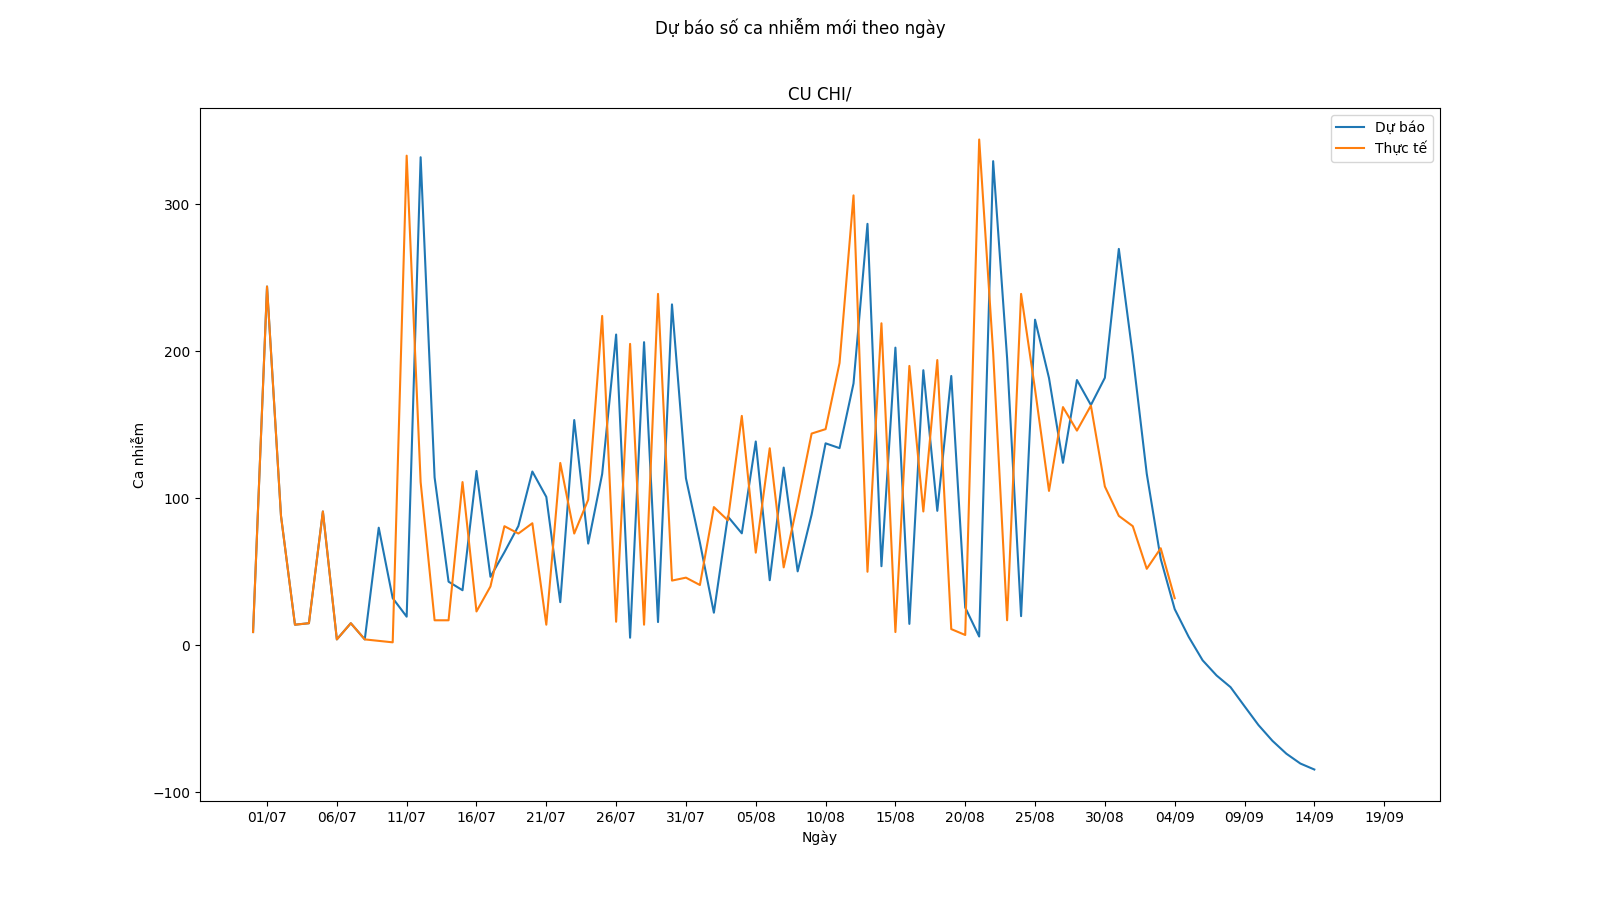 Dự báo số ca nhiễm mới theo ngày
CU CHI/
Dự báo
Thực tế
300
200
100
0
−100
Ca nhiễm
01/07 06/07 11/07 16/07 21/07 26/07 31/07 05/08 10/08 15/08 20/08 25/08 30/08 04/09 09/09 14/09 19/09
Ngày